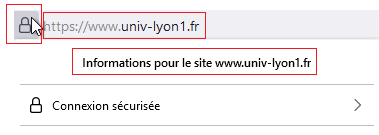 https://www.univ-lyon1.fr
Informations pour le site www.univ-lyon1.fr
Connexion sécurisée